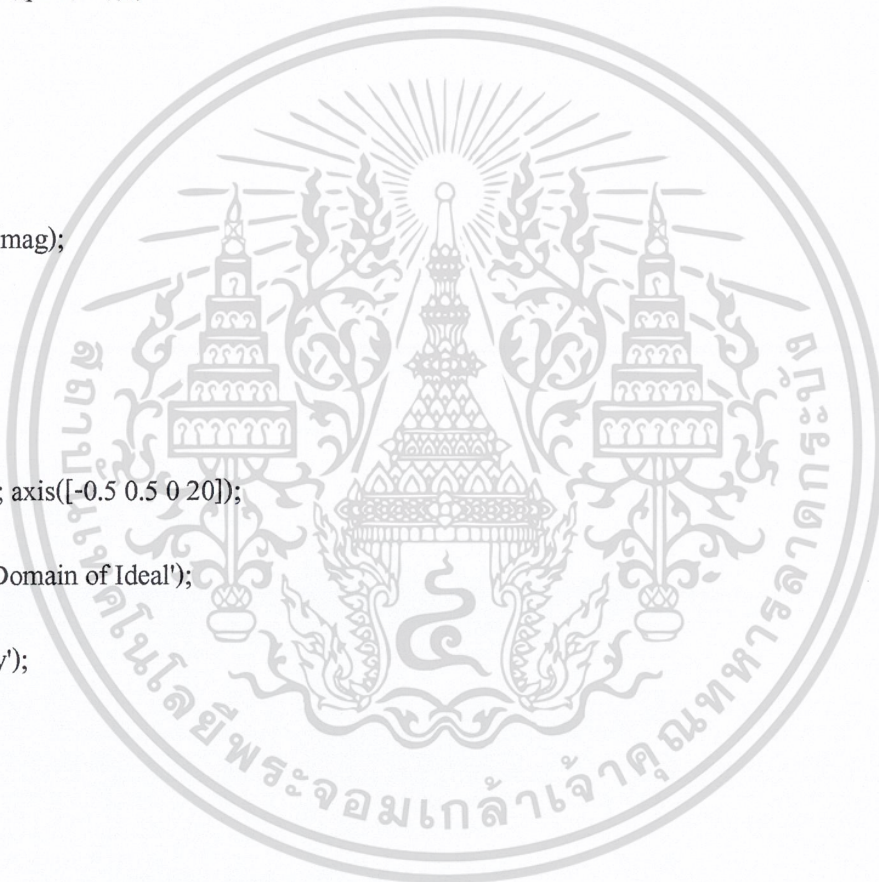 mag);
; axis([-0.5 0.5 0 20]);
Domain of Ideal');
y');
สถาบันเทคโนโลยีพระจอมเกล้าเจ้าคุณทหารลาดกระบัง
๔